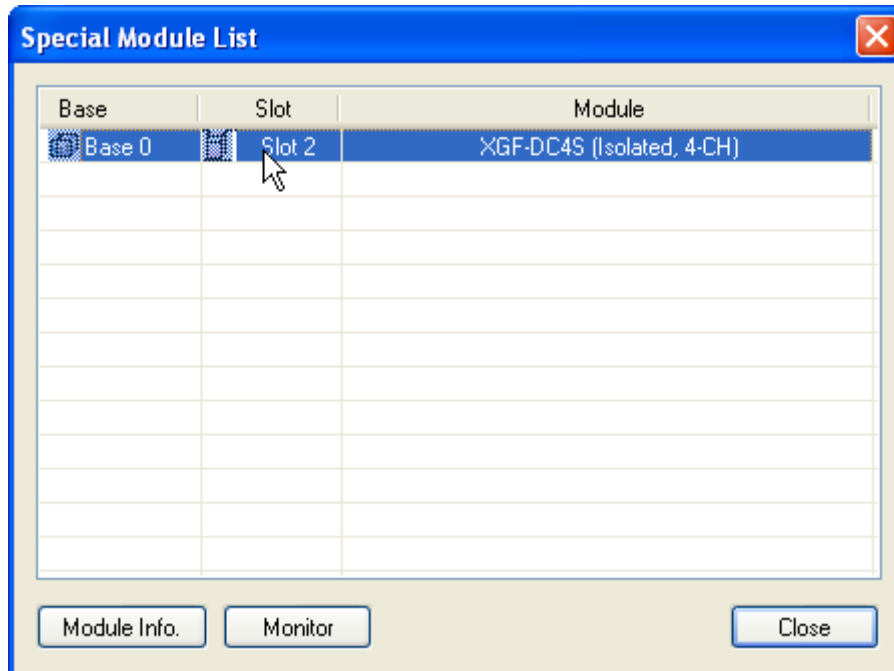 Special Module List
Base Slot Module
Base 0 Slot 2 XGF-DC4S (Isolated, 4-CH)
Module Info. Monitor Close